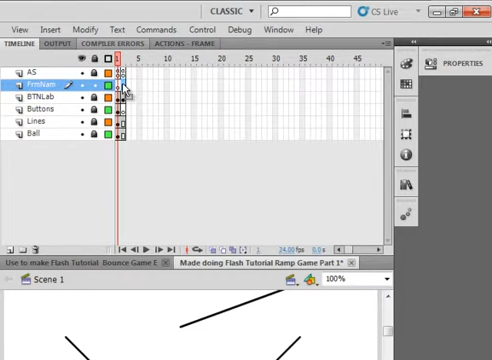 CLASSIC
CS Live
View Insert Modify Text Commands Control Debug Window Help
TIMELINE OUTPUT COMPILER ERRORS ACTIONS - FRAME
PROPERTIES
1 5 10 15 20 25 30 35 40 45
AS
FrmNam
BTNLab
Buttons
Lines
Ball
1 24.00 fps 0.0 s
Use to make Flash Tutorial Bounce Game E
Made doing Flash Tutorial Ramp Game Part 1*
Scene 1
100%